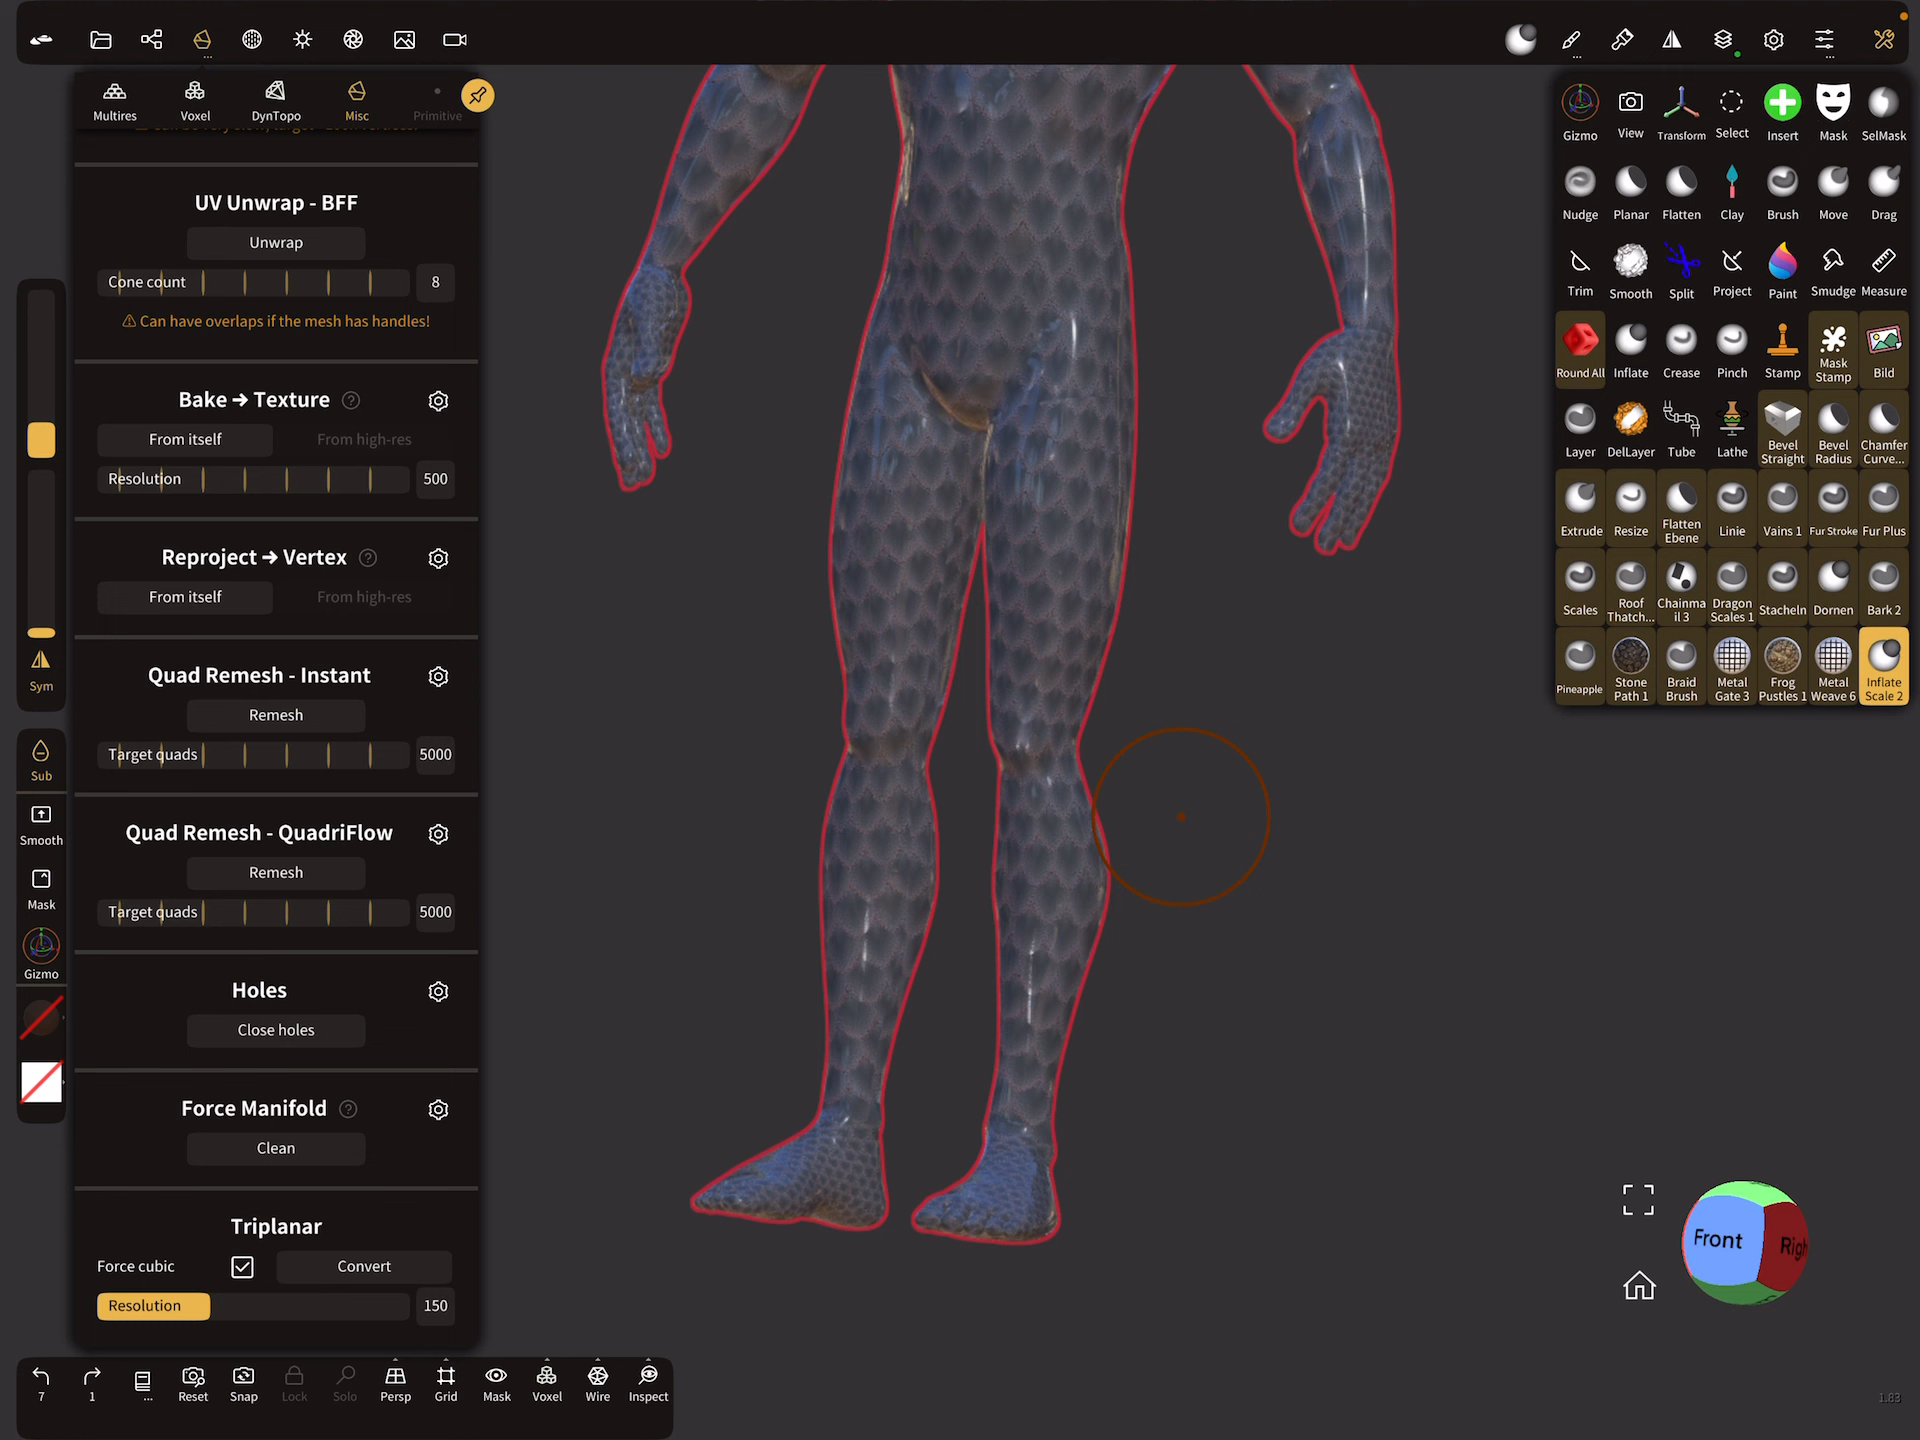 Multires
Voxel
DynTopo
Misc
Primitive
UV Unwrap - BFF
Unwrap
Cone count
8
Can have overlaps if the mesh has handles!
Bake → Texture
From itself
From high-res
Resolution
500
Reproject → Vertex
From itself
From high-res
Quad Remesh - Instant
Remesh
Target quads
5000
Quad Remesh - QuadriFlow
Remesh
Target quads
5000
Holes
Close holes
Force Manifold
Clean
Triplanar
Force cubic
Convert
Resolution
150
Sym
Sub
Smooth
Mask
Gizmo
7
1
...
Reset
Snap
Lock
Solo
Persp
Grid
Mask
Voxel
Wire
Inspect
Gizmo
View
Transform
Select
Insert
Mask
SelMask
Nudge
Planar
Flatten
Clay
Brush
Move
Drag
Trim
Smooth
Split
Project
Paint
Smudge
Measure
Round All
Inflate
Crease
Pinch
Stamp
Mask
Stamp
Bild
Layer
DelLayer
Tube
Lathe
Bevel
Straight
Bevel
Radius
Chamfer
Curve...
Extrude
Resize
Flatten
Ebene
Linie
Vains 1
Fur Stroke
Fur Plus
Scales
Roof
Thatch...
Chainma
il 3
Dragon
Scales 1
Stacheln
Dornen
Bark 2
Pineapple
Stone
Path 1
Braid
Brush
Metal
Gate 3
Frog
Pustles 1
Metal
Weave 6
Inflate
Scale 2
Front
Righ
1.83